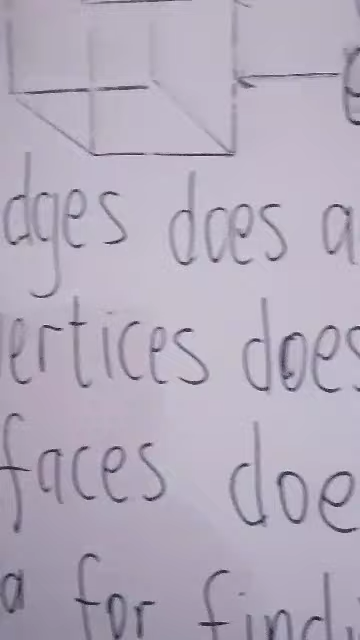 dges does a
ertices does
faces doe
a for find